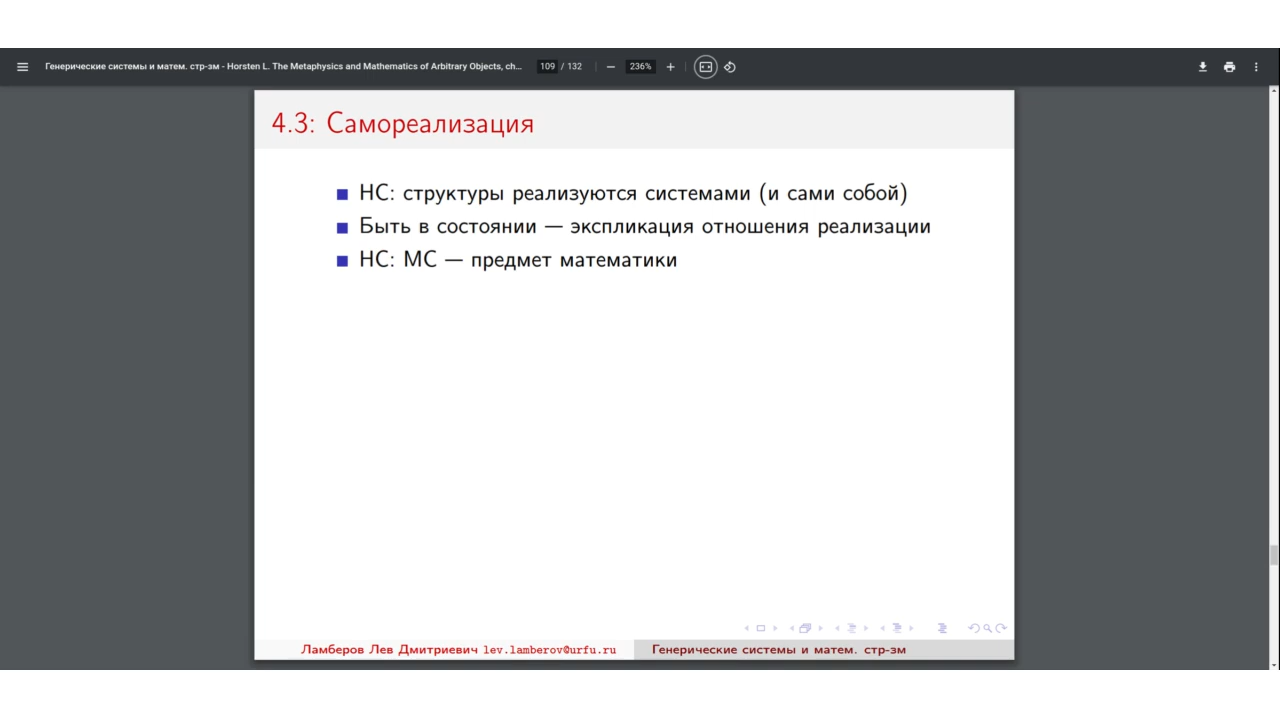 Генерические системы и матем. стр-зм - Horsten L. The Metaphysics and Mathematics of Arbitrary Objects, ch... 109 / 132 236%
4.3: Самореализация
НС: структуры реализуются системами (и сами собой)
Быть в состоянии — экспликация отношения реализации
НС: МС — предмет математики
Ламберов Лев Дмитриевич lev.lamberov@urfu.ru Генерические системы и матем. стр-зм